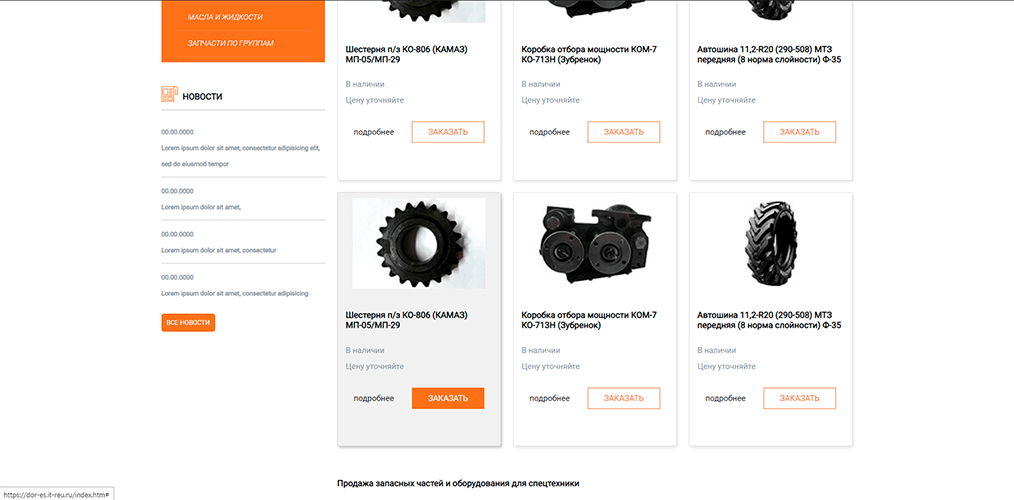 МАСЛА И ЖИДКОСТИ
ЗАПЧАСТИ ПО ГРУППАМ
НОВОСТИ
00.00.0000
Lorem ipsum dolor sit amet, consectetur adipisicing elit,
sed do eiusmod tempor
00.00.0000
Lorem ipsum dolor sit amet,
00.00.0000
Lorem ipsum dolor sit amet, consectetur
00.00.0000
Lorem ipsum dolor sit amet, consectetur adipisicing
ВСЕ НОВОСТИ
Шестерня п/з КО-806 (КАМАЗ)
МП-05/МП-29
В наличии
Цену уточняйте
подробнее
ЗАКАЗАТЬ
Коробка отбора мощности КОМ-7
КО-713Н (Зубренок)
В наличии
Цену уточняйте
подробнее
ЗАКАЗАТЬ
Автошина 11,2-R20 (290-508) МТЗ
передняя (8 норма слойности) Ф-35
В наличии
Цену уточняйте
подробнее
ЗАКАЗАТЬ
Шестерня п/з КО-806 (КАМАЗ)
МП-05/МП-29
В наличии
Цену уточняйте
подробнее
ЗАКАЗАТЬ
Коробка отбора мощности КОМ-7
КО-713Н (Зубренок)
В наличии
Цену уточняйте
подробнее
ЗАКАЗАТЬ
Автошина 11,2-R20 (290-508) МТЗ
передняя (8 норма слойности) Ф-35
В наличии
Цену уточняйте
подробнее
ЗАКАЗАТЬ
Продажа запасных частей и оборудования для спецтехники
https://dor-es.it-reu.ru/index.htm#